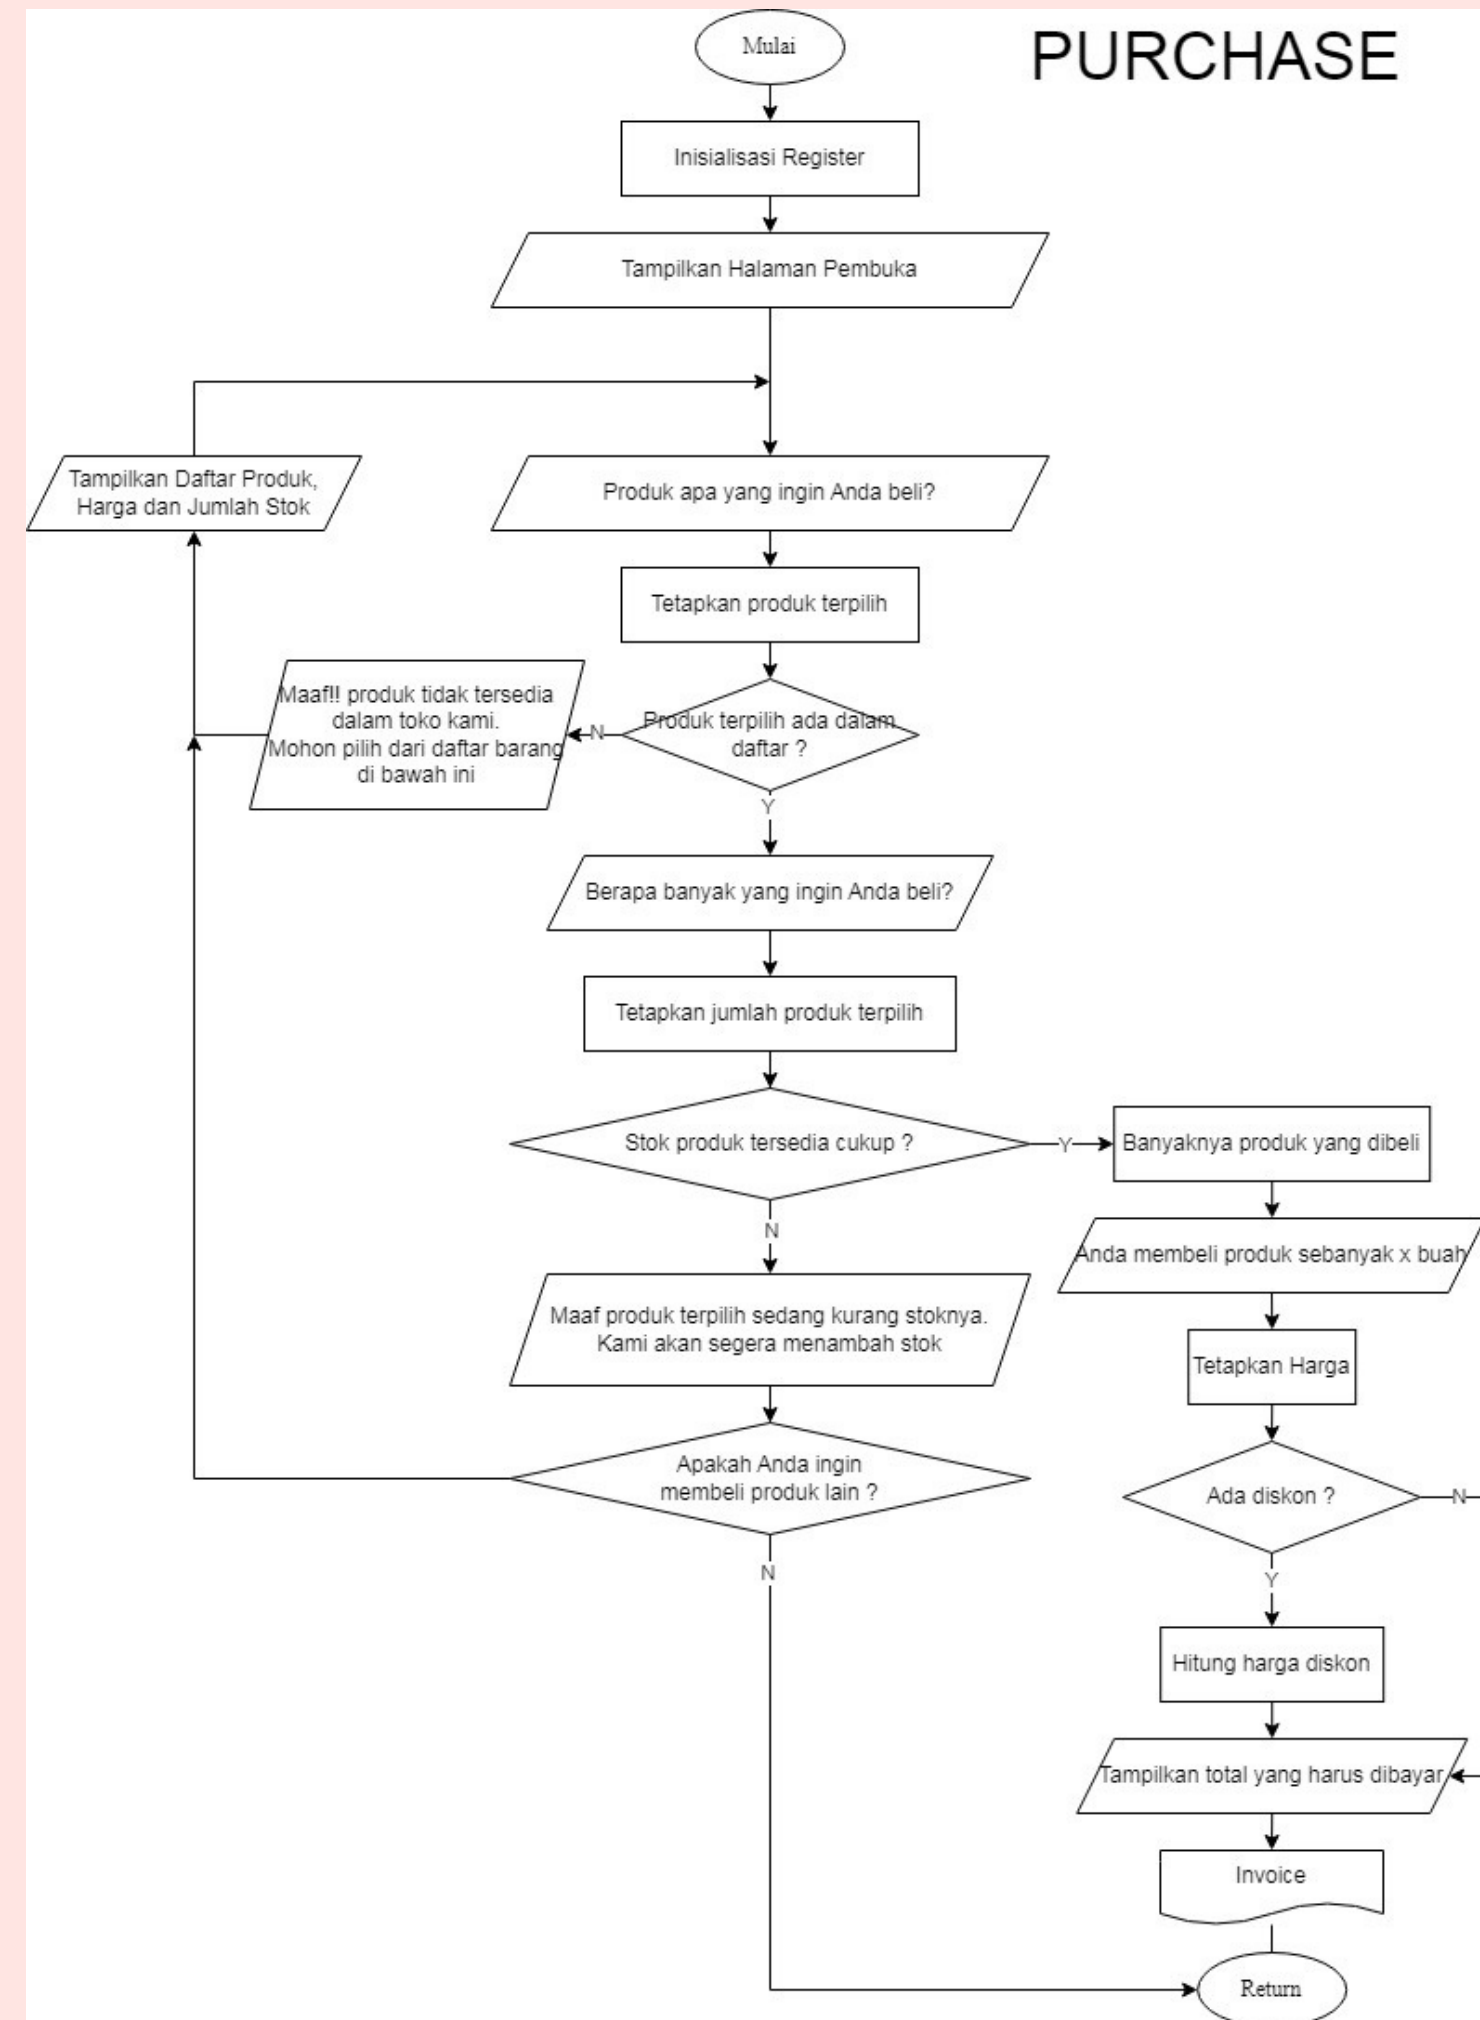 PURCHASE
Mulai
Inisialisasi Register
Tampilkan Halaman Pembuka
Tampilkan Daftar Produk,
Harga dan Jumlah Stok
Produk apa yang ingin Anda beli?
Tetapkan produk terpilih
Maaf!! produk tidak tersedia
dalam toko kami.
Mohon pilih dari daftar barang
di bawah ini
N
Produk terpilih ada dalam
daftar ?
Y
Berapa banyak yang ingin Anda beli?
Tetapkan jumlah produk terpilih
Stok produk tersedia cukup ?
Y
Banyaknya produk yang dibeli
N
Anda membeli produk sebanyak x buah
Maaf produk terpilih sedang kurang stoknya.
Kami akan segera menambah stok
Tetapkan Harga
Apakah Anda ingin
membeli produk lain ?
Ada diskon ?
N
N
Y
Hitung harga diskon
Tampilkan total yang harus dibayar
Invoice
Return